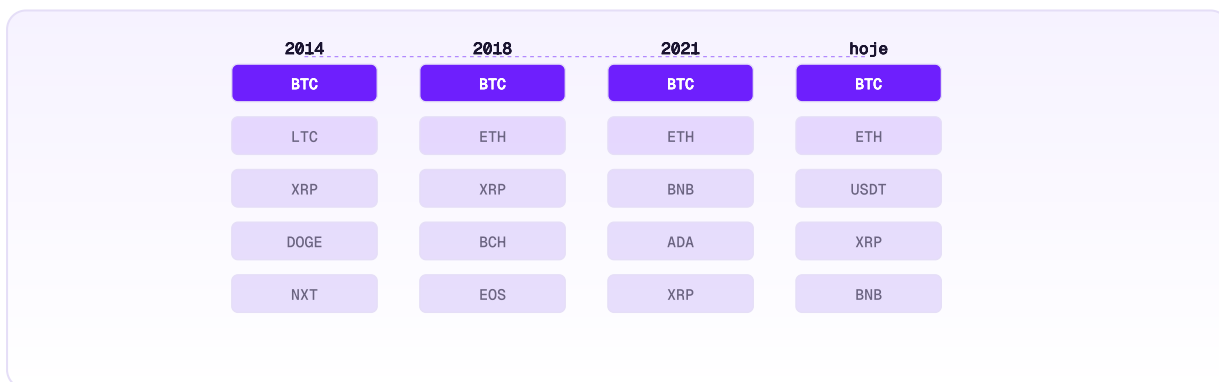 2014 2018 2021 hoje
BTC BTC BTC BTC
LTC ETH ETH ETH
XRP XRP BNB USDT
DOGE BCH ADA XRP
NXT EOS XRP BNB